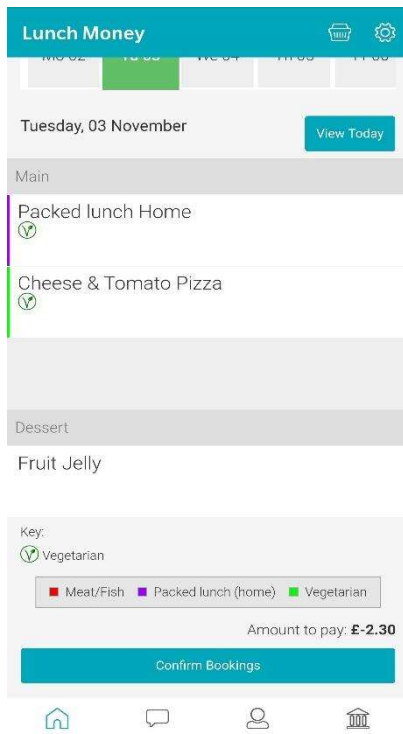 Lunch Money
Tuesday, 03 November
View Today
Main
Packed lunch Home
Cheese & Tomato Pizza
Dessert
Fruit Jelly
Key:
Vegetarian
Meat/Fish Packed lunch (home) Vegetarian
Amount to pay: £-2.30
Confirm Bookings